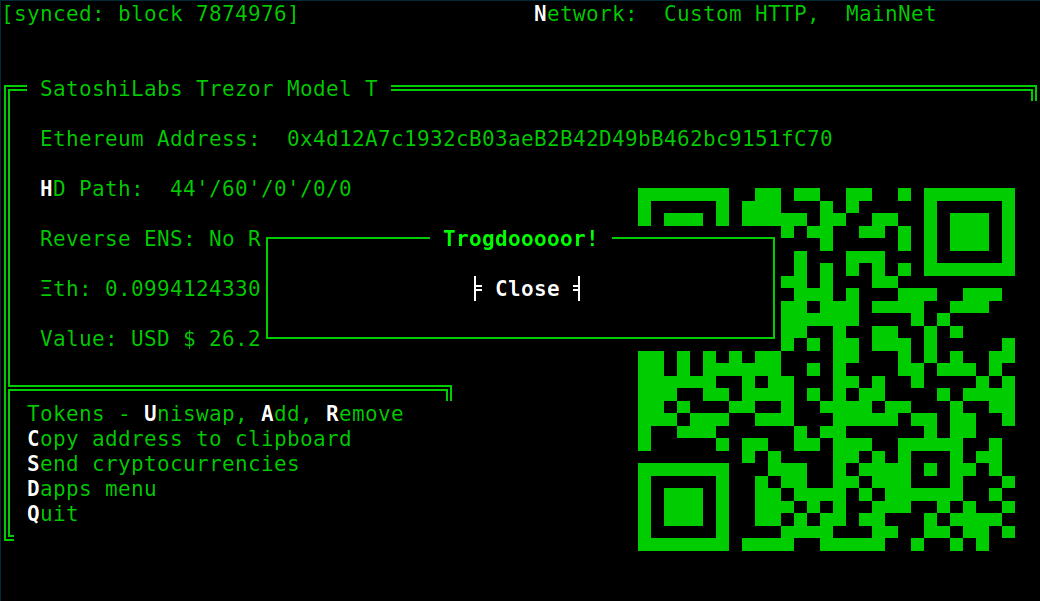 [synced: block 7874976] Network: Custom HTTP, MainNet
SatoshiLabs Trezor Model T
Ethereum Address: 0x4d12A7c1932cB03aeB2B42D49bB462bc9151fC70
HD Path: 44'/60'/0'/0/0
Reverse ENS: No R
Trogdooooor!
Ξth: 0.0994124330
Close
Value: USD $ 26.2
Tokens - Uniswap, Add, Remove
Copy address to clipboard
Send cryptocurrencies
Dapps menu
Quit